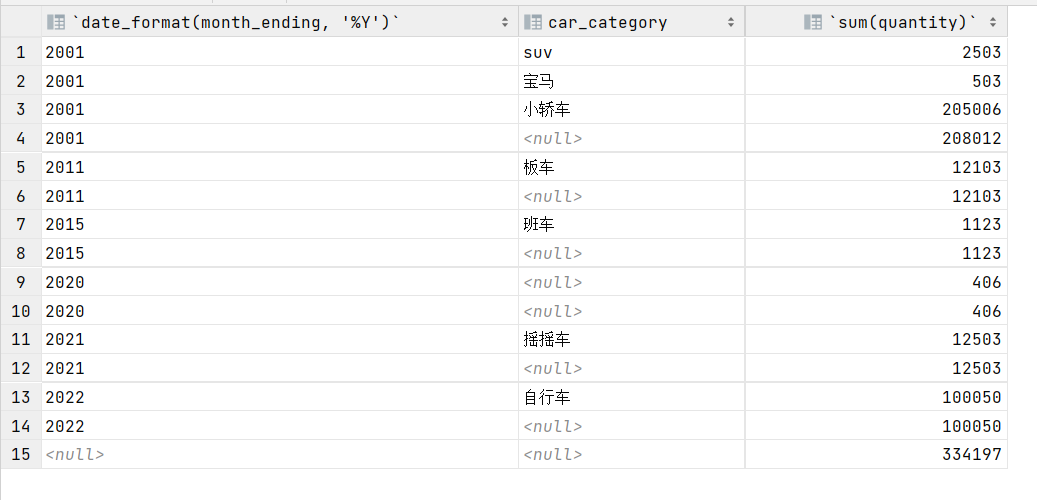 `date_format(month_ending, '%Y')` car_category `sum(quantity)`
1 2001 suv 2503
2 2001 宝马 503
3 2001 小轿车 205006
4 2001 <null> 208012
5 2011 板车 12103
6 2011 <null> 12103
7 2015 班车 1123
8 2015 <null> 1123
9 2020 <null> 406
10 2020 <null> 406
11 2021 摇摇车 12503
12 2021 <null> 12503
13 2022 自行车 100050
14 2022 <null> 100050
15 <null> <null> 334197